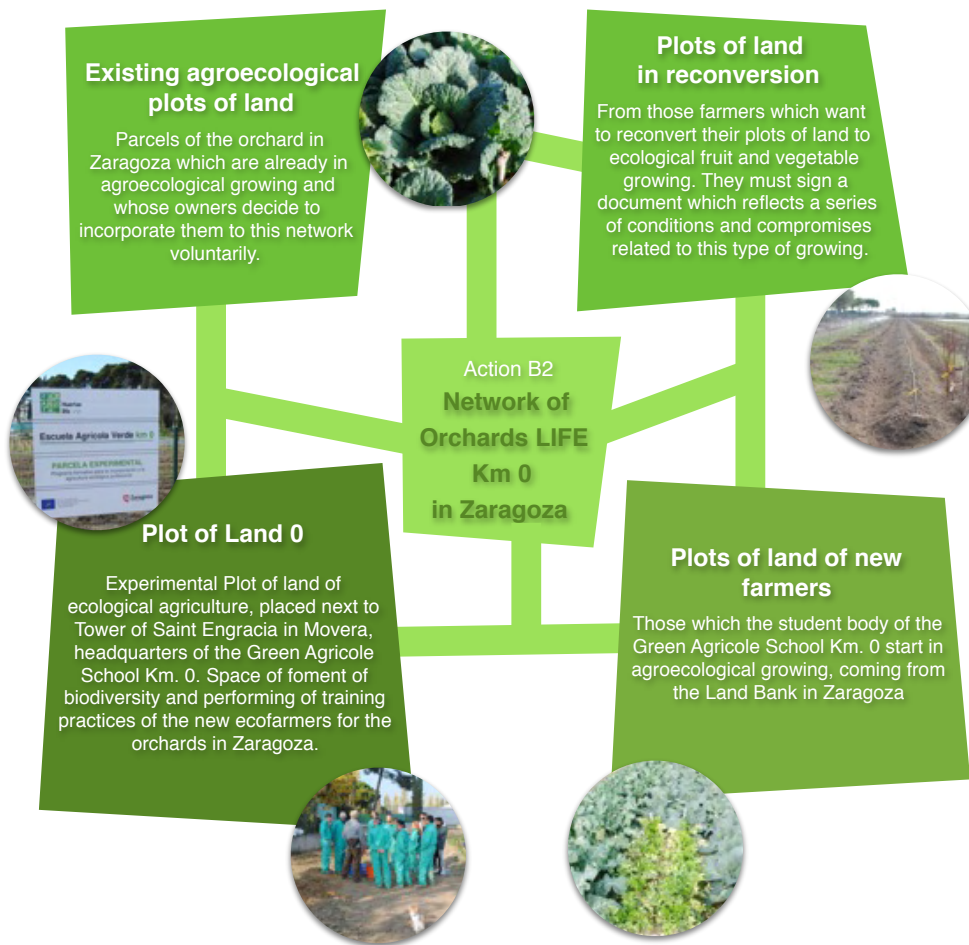 Existing agroecological
plots of land
Parcels of the orchard in
Zaragoza which are already in
agroecological growing and
whose owners decide to
incorporate them to this network
voluntarily.
Plots of land
in reconversion
From those farmers which want
to reconvert their plots of land to
ecological fruit and vegetable
growing. They must sign a
document which reflects a series
of conditions and compromises
related to this type of growing.
Action B2
Network of
Orchards LIFE
Km 0
in Zaragoza
Huertas
Escuela Agrícola Verde km 0
PARCELA EXPERIMENTAL
Zaragoza
Plot of Land 0
Experimental Plot of land of
ecological agriculture, placed next to
Tower of Saint Engracia in Movera,
headquarters of the Green Agricole
School Km. 0. Space of foment of
biodiversity and performing of training
practices of the new ecofarmers for the
orchards in Zaragoza.
Plots of land of new
farmers
Those which the student body of the
Green Agricole School Km. 0 start in
agroecological growing, coming from
the Land Bank in Zaragoza